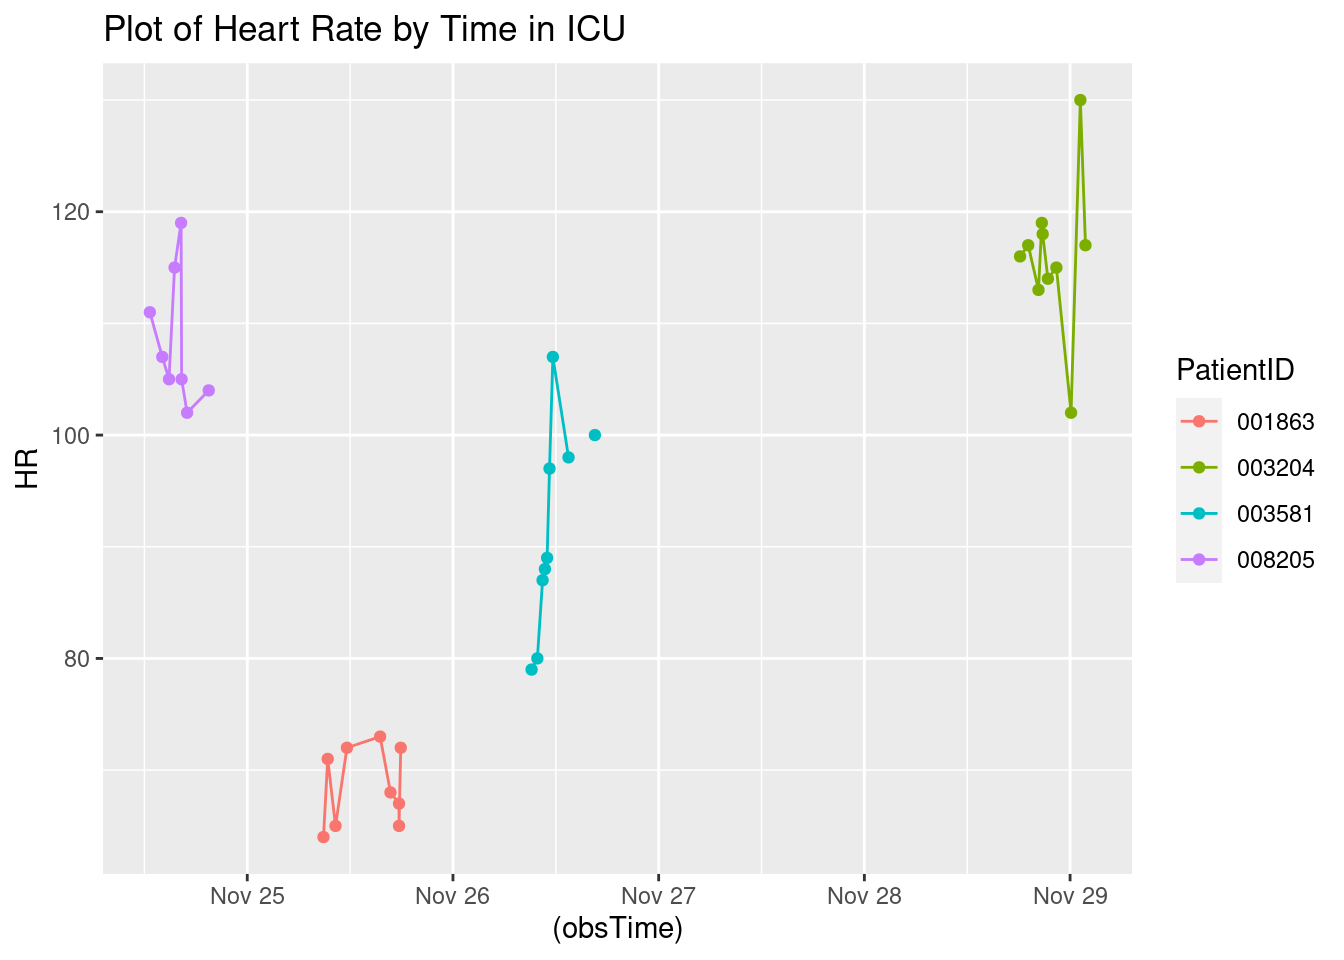 Plot of Heart Rate by Time in ICU
HR
120
100
80
Nov 25 Nov 26 Nov 27 Nov 28 Nov 29
(obsTime)
PatientID
001863
003204
003581
008205